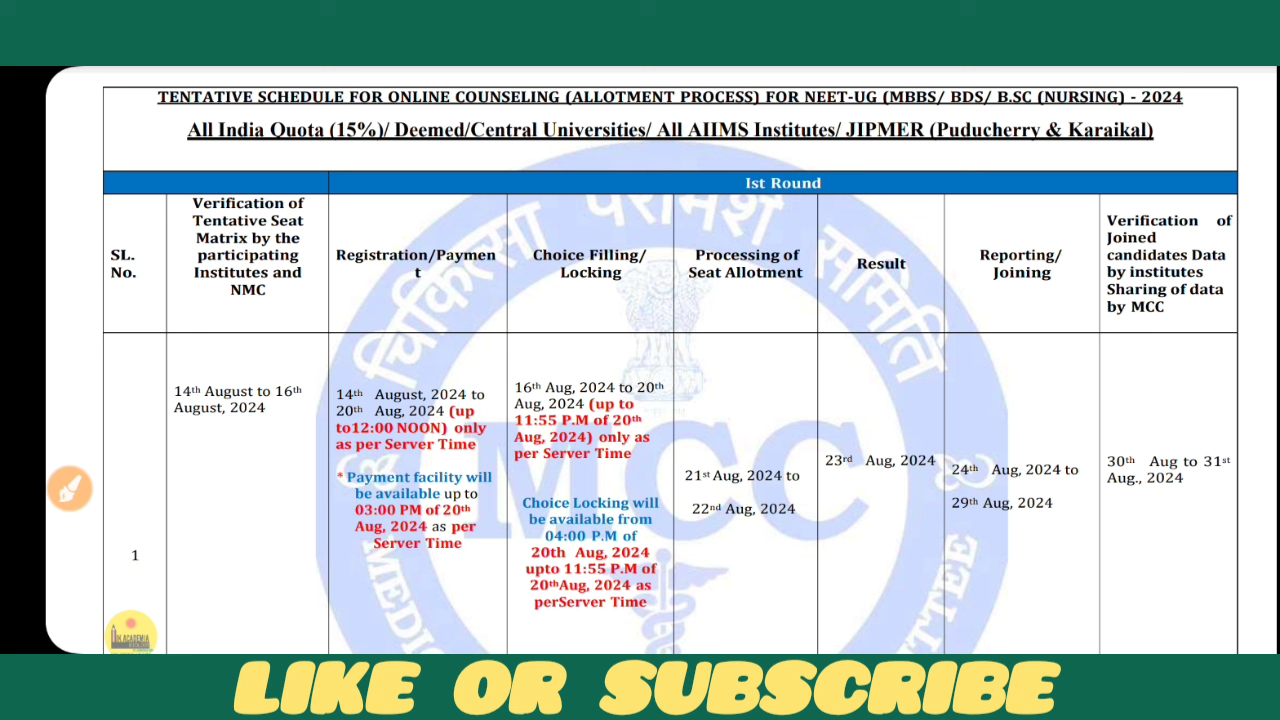 TENTATIVE SCHEDULE FOR ONLINE COUNSELING (ALLOTMENT PROCESS) FOR NEET-UG (MBBS/ BDS/ B.SC (NURSING) - 2024
All India Quota (15%)/ Deemed/Central Universities/ All AIIMS Institutes/ JIPMER (Puducherry & Karaikal)
Ist Round
SL.
No.
Verification of
Tentative Seat
Matrix by the
participating
Institutes and
NMC
Registration/Paymen
t
Choice Filling/
Locking
Processing of
Seat Allotment
Result
Reporting/
Joining
Verification of
Joined
candidates Data
by institutes
Sharing of data
by MCC
1
14th August to 16th
August, 2024
14th August, 2024 to
20th Aug, 2024 (up
to12:00 NOON) only
as per Server Time
* Payment facility will
be available up to
03:00 PM of 20th
Aug, 2024 as per
Server Time
16th Aug, 2024 to 20th
Aug, 2024 (up to
11:55 P.M of 20th
Aug, 2024) only as
per Server Time
Choice Locking will
be available from
04:00 P.M of
20th Aug, 2024
upto 11:55 P.M of
20thAug, 2024 as
perServer Time
21st Aug, 2024 to
22nd Aug, 2024
23rd Aug, 2024
24th Aug, 2024 to
29th Aug, 2024
30th Aug to 31st
Aug., 2024
चिकित्सा परामर्श समिति
MCC
LIKE OR SUBSCRIBE